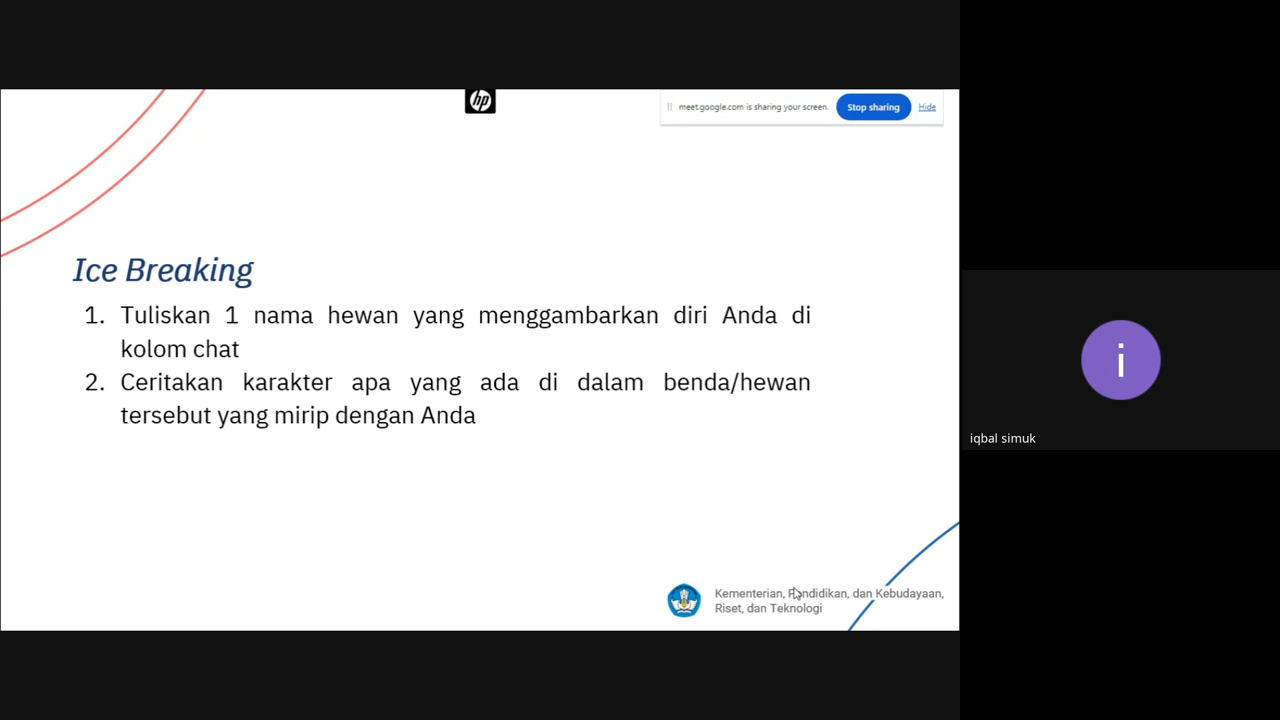 hp
meet.google.com is sharing your screen. Stop sharing Hide
Ice Breaking
1. Tuliskan 1 nama hewan yang menggambarkan diri Anda di
kolom chat
2. Ceritakan karakter apa yang ada di dalam benda/hewan
tersebut yang mirip dengan Anda
Kementerian, Pendidikan, dan Kebudayaan,
Riset, dan Teknologi
i
iqbal simuk